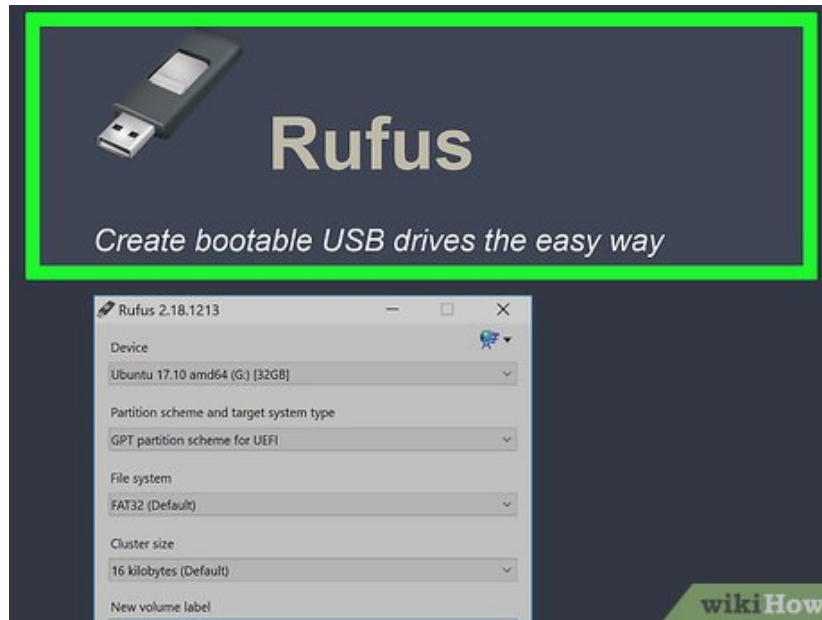 Rufus
Create bootable USB drives the easy way
Rufus 2.18.1213
Device
Ubuntu 17.10 amd64 (G:) [32GB]
Partition scheme and target system type
GPT partition scheme for UEFI
File system
FAT32 (Default)
Cluster size
16 kilobytes (Default)
New volume label
wikiHow